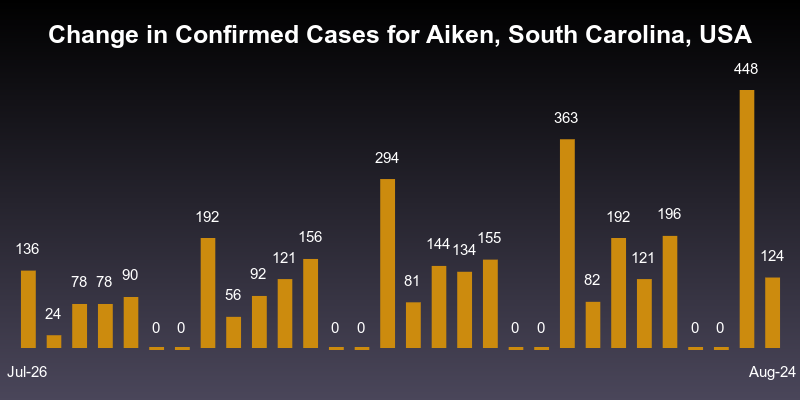 Change in Confirmed Cases for Aiken, South Carolina, USA
136 24 78 78 90 0 0 192 56 92 121 156 0 0 294 81 144 134 155 0 0 363 82 192 121 196 0 0 448 124
Jul-26 Aug-24